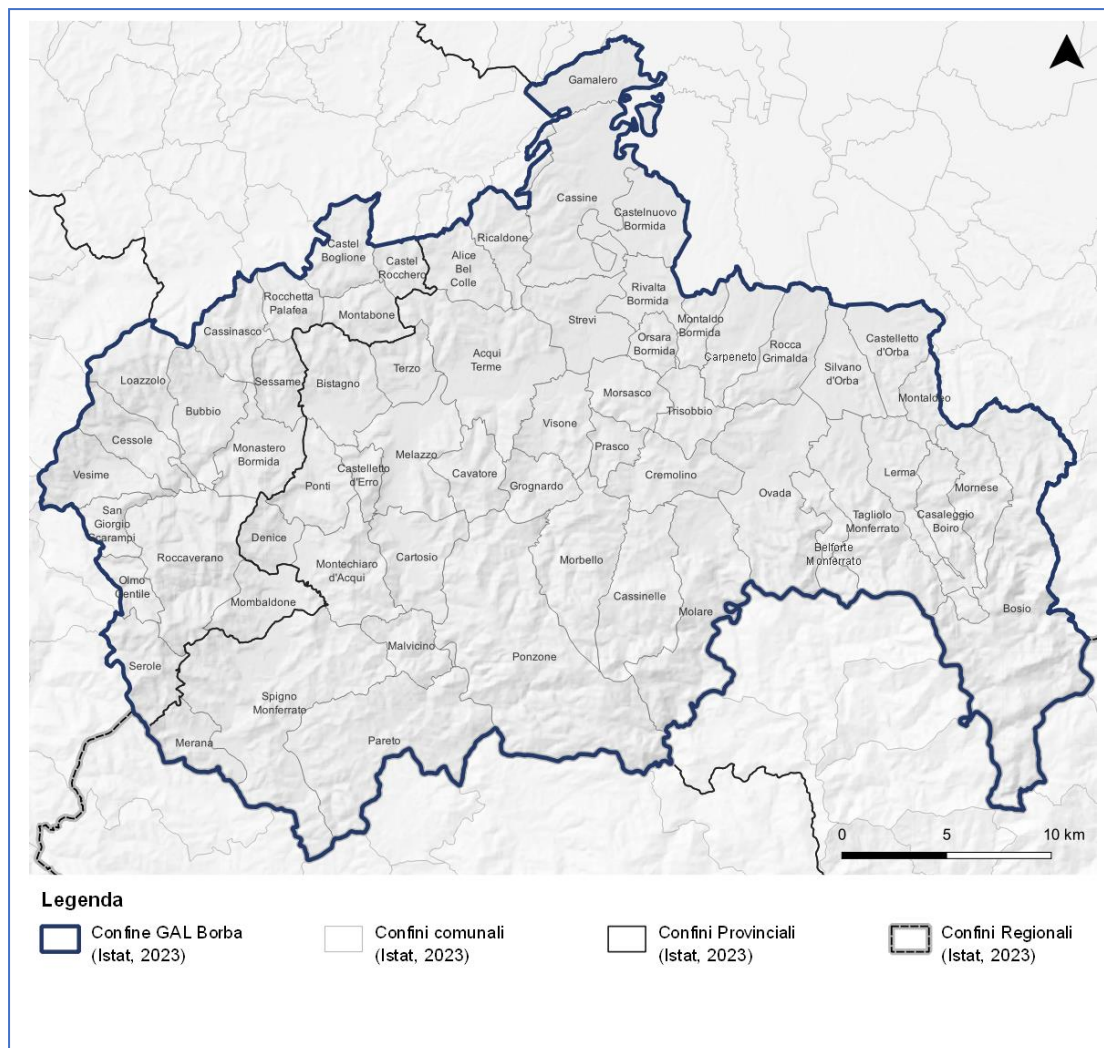 Gamalero
Cassine
Castelnuovo
Bormida
Ricaldone
Castel
Boglione
Castel
Rocchero
Alice
Bel
Colle
Rocchetta
Palafea
Montabone
Cassinasco
Rivalta
Bormida
Strevi
Montaldo
Bormida
Orsara
Bormida
Carpeneto
Rocca
Grimalda
Castelletto
d'Orba
Silvano
d'Orba
Montaldeo
Acqui
Terme
Terzo
Bistagno
Sessame
Loazzolo
Bubbio
Morsasco
Trisobbio
Visone
Cessole
Monastero
Bormida
Vesime
Melazzo
Castelletto
d'Erro
Cavatore
Prasco
Cremolino
Grognardo
Ponti
Ovada
Lerma
Mornese
Tagliolo
Monferrato
Casaleggio
Boiro
San
Giorgio
Scarampi
Denice
Roccaverano
Montechiaro
d'Acqui
Cartosio
Morbello
Belforte
Monferrato
Olmo
Gentile
Mombaldone
Cassinelle
Molare
Bosio
Malvicino
Ponzone
Serole
Spigno
Monferrato
Merana
Pareto
0 5 10 km
Legenda
Confine GAL Borba
(Istat, 2023)
Confini comunali
(Istat, 2023)
Confini Provinciali
(Istat, 2023)
Confini Regionali
(Istat, 2023)